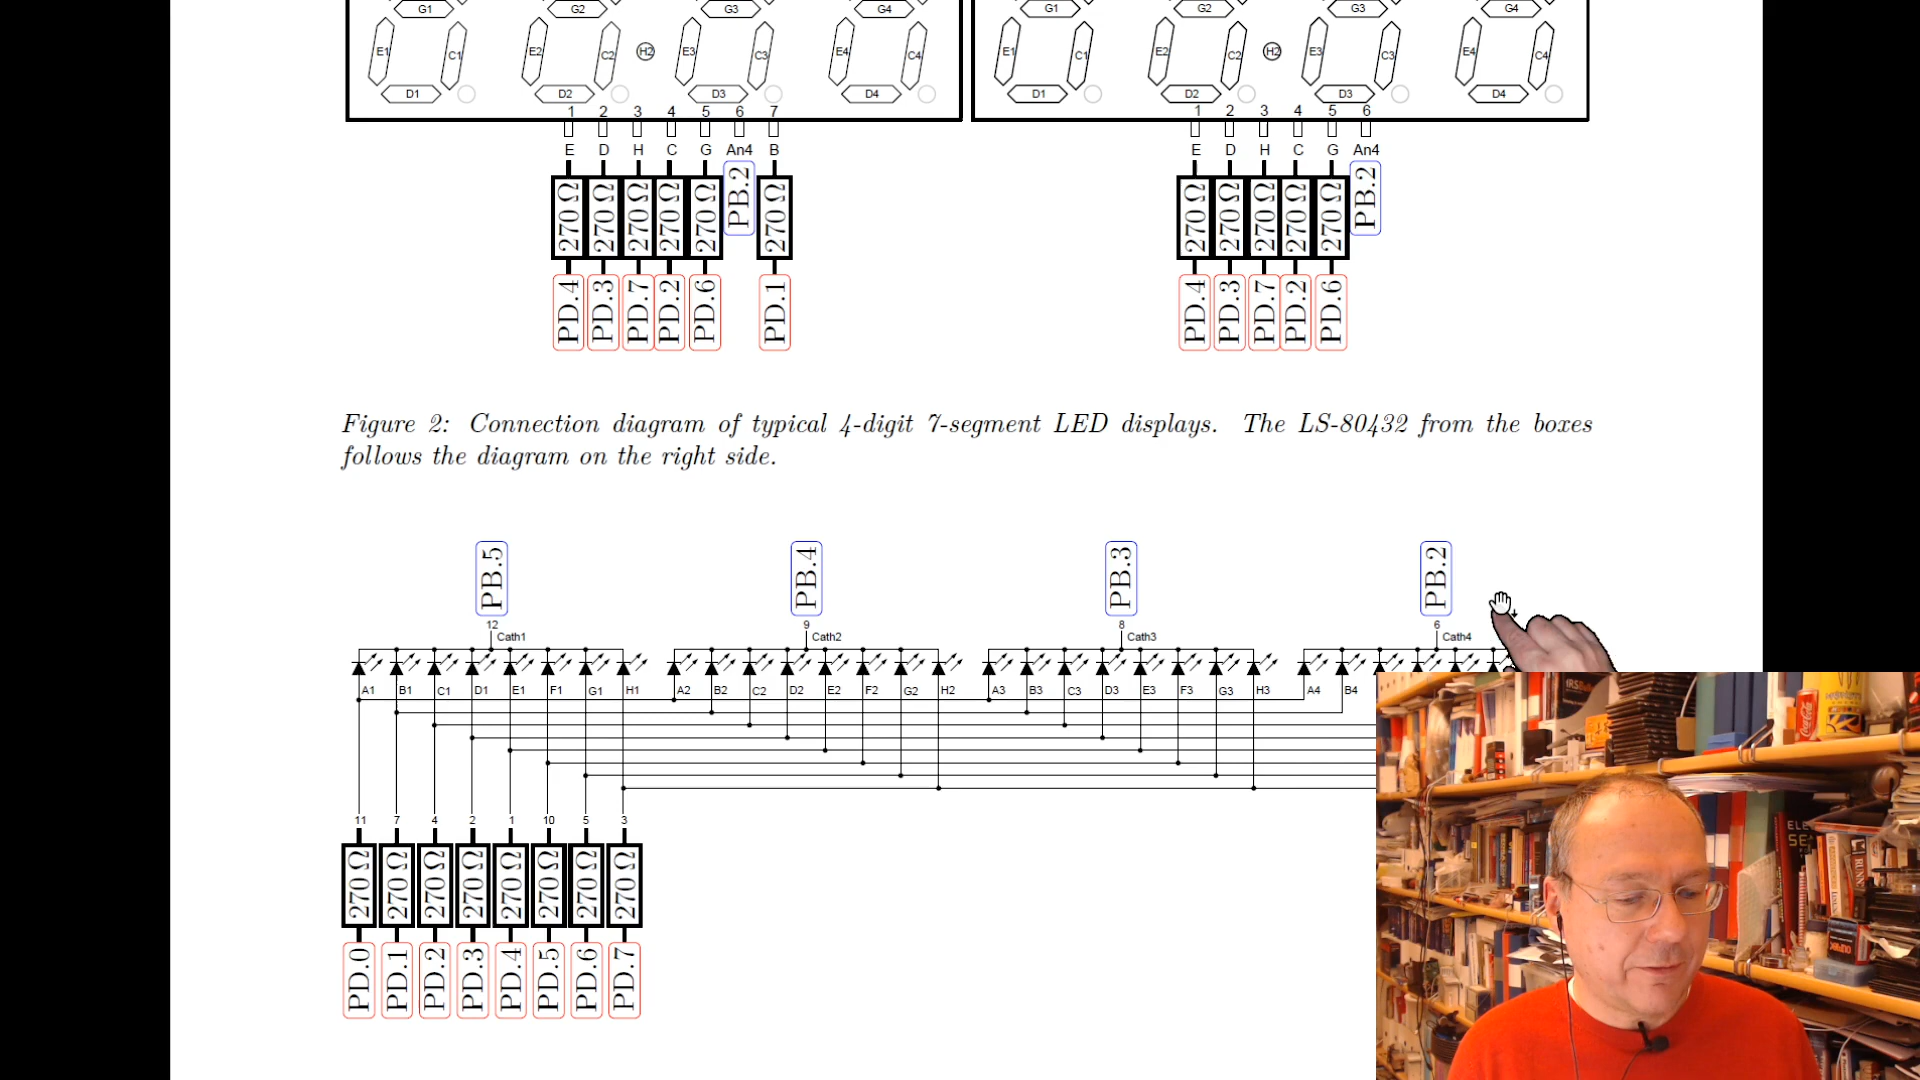 G1 G2 G3 G4 G1 G2 G3 G4
E1 C1 E2 C2 H2 E3 C3 E4 C4 E1 C1 E2 C2 H2 E3 C3 E4 C4
D1 D2 D3 D4 D1 D2 D3 D4
1 2 3 4 5 6 7 1 2 3 4 5 6
E D H C G An4 B E D H C G An4
270 Ω 270 Ω 270 Ω 270 Ω 270 Ω PB.2 270 Ω 270 Ω 270 Ω 270 Ω 270 Ω 270 Ω PB.2
PD.4 PD.3 PD.7 PD.2 PD.6 PD.1 PD.4 PD.3 PD.7 PD.2 PD.6
Figure 2: Connection diagram of typical 4-digit 7-segment LED displays. The LS-80432 from the boxes
follows the diagram on the right side.
PB.5 PB.4 PB.3 PB.2
12 9 8 6
Cath1 Cath2 Cath3 Cath4
A1 B1 C1 D1 E1 F1 G1 H1 A2 B2 C2 D2 E2 F2 G2 H2 A3 B3 C3 D3 E3 F3 G3 H3 A4 B4
11 7 4 2 1 10 5 3
270 Ω 270 Ω 270 Ω 270 Ω 270 Ω 270 Ω 270 Ω 270 Ω
PD.0 PD.1 PD.2 PD.3 PD.4 PD.5 PD.6 PD.7